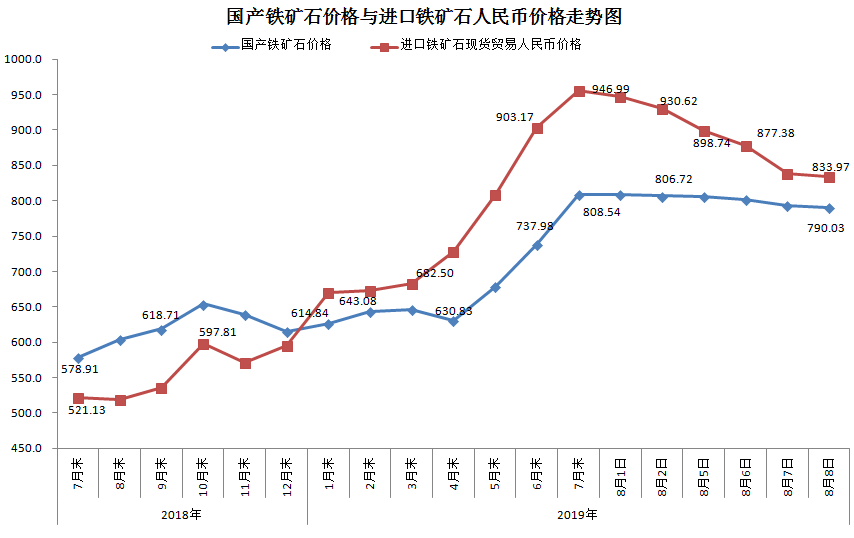 国产铁矿石价格与进口铁矿石人民币价格走势图
国产铁矿石价格
进口铁矿石现货贸易人民币价格
1000.0
950.0
900.0
850.0
800.0
750.0
700.0
650.0
600.0
550.0
500.0
450.0
578.91
618.71
614.84
643.08
630.83
737.98
808.54
806.72
790.03
521.13
597.81
682.50
903.17
946.99
930.62
898.74
877.38
833.97
7月末
8月末
9月末
10月末
11月末
12月末
1月末
2月末
3月末
4月末
5月末
6月末
7月末
8月1日
8月2日
8月5日
8月6日
8月7日
8月8日
2018年
2019年